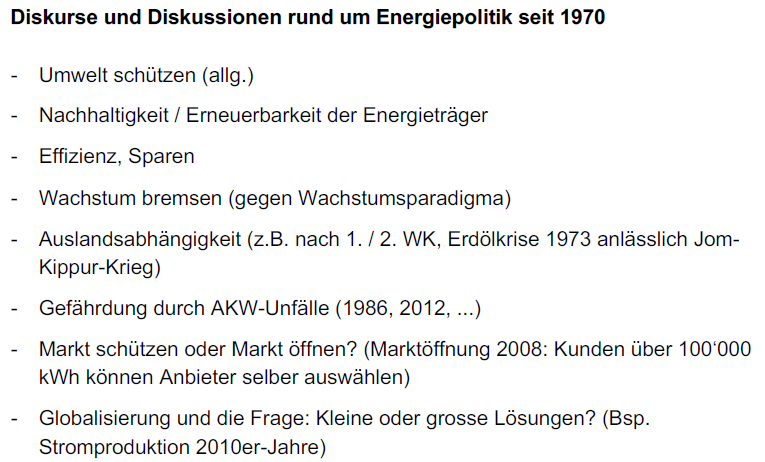 Diskurse und Diskussionen rund um Energiepolitik seit 1970
- Umwelt schützen (allg.)
- Nachhaltigkeit / Erneuerbarkeit der Energieträger
- Effizienz, Sparen
- Wachstum bremsen (gegen Wachstumsparadigma)
- Auslandsabhängigkeit (z.B. nach 1. / 2. WK, Erdölkrise 1973 anlässlich Jom-
Kippur-Krieg)
- Gefährdung durch AKW-Unfälle (1986, 2012, ...)
- Markt schützen oder Markt öffnen? (Marktöffnung 2008: Kunden über 100‘000
kWh können Anbieter selber auswählen)
- Globalisierung und die Frage: Kleine oder grosse Lösungen? (Bsp.
Stromproduktion 2010er-Jahre)